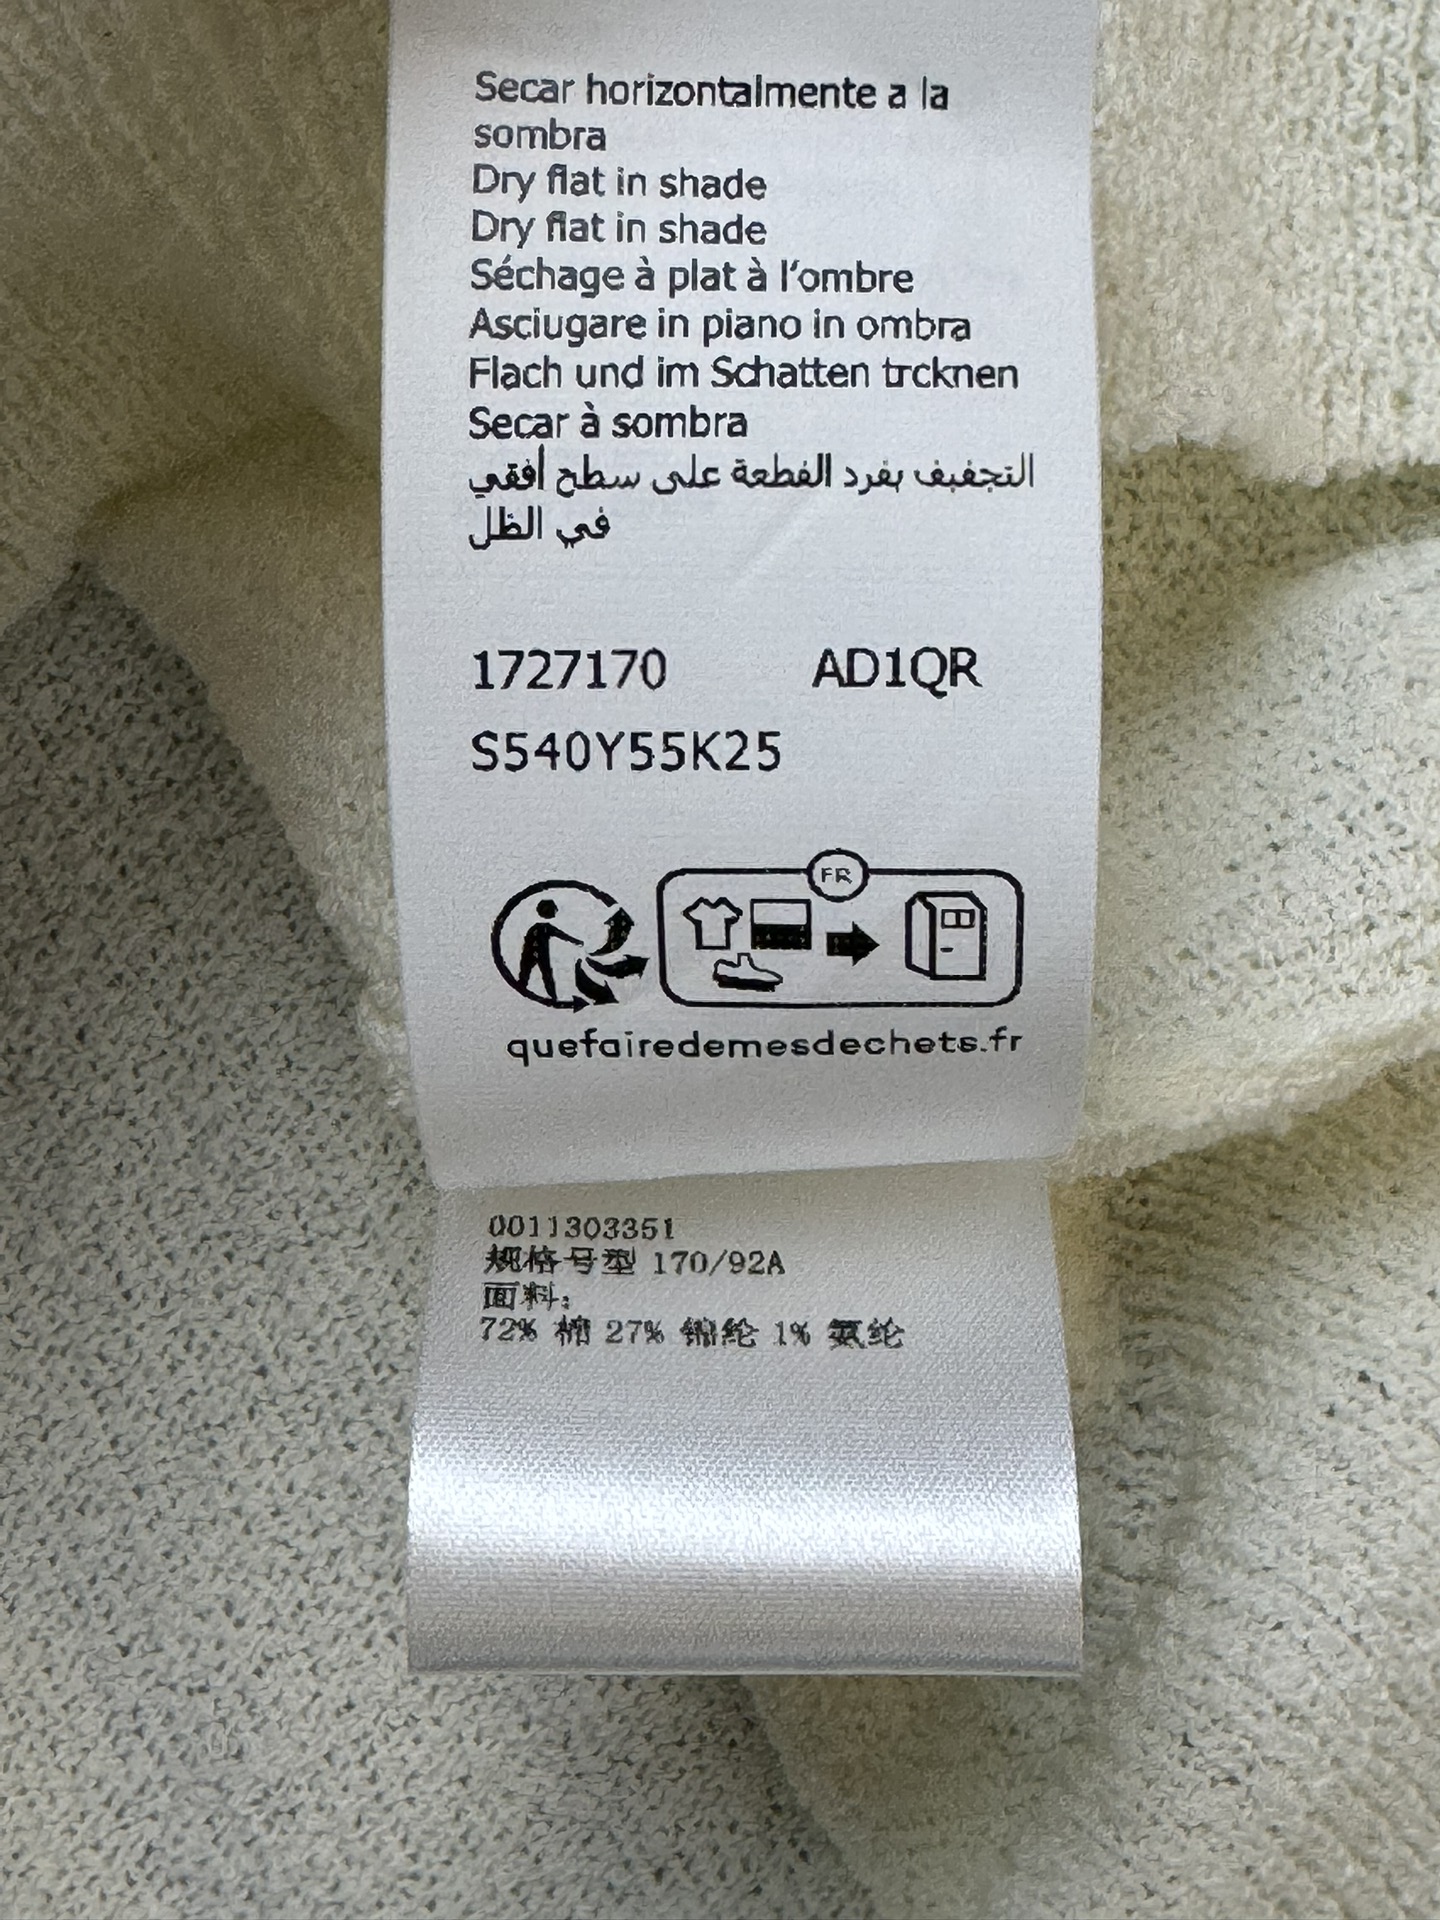 Secar horizontalmente a la
sombra
Dry flat in shade
Dry flat in shade
Séchage à plat à l'ombre
Asciugare in piano in ombra
Flach und im Schatten trcknen
Secar à sombra
التجفيف بفرد القطعة على سطح أفقي
في الظل
1727170 AD1QR
S540Y55K25
FR
quefairedemesdechets.fr
0011303351
规格号型 170/92A
面料:
72% 棉 27% 锦纶 1% 氨纶